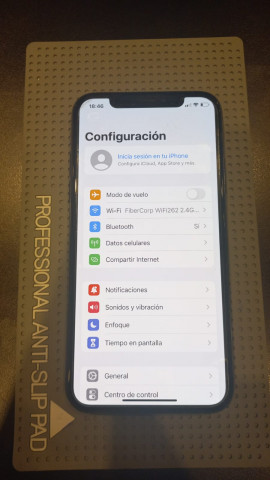 18:46
Configuración
Inicia sesión en tu iPhone
Configura iCloud, App Store y más.
Modo de vuelo
Wi-Fi FiberCorp WiFi262 2.4G...
Bluetooth
Datos celulares
Compartir Internet
Notificaciones
Sonidos y vibración
Enfoque
Tiempo en pantalla
General
Centro de control
PROFESSIONAL ANTI-SLIP PAD